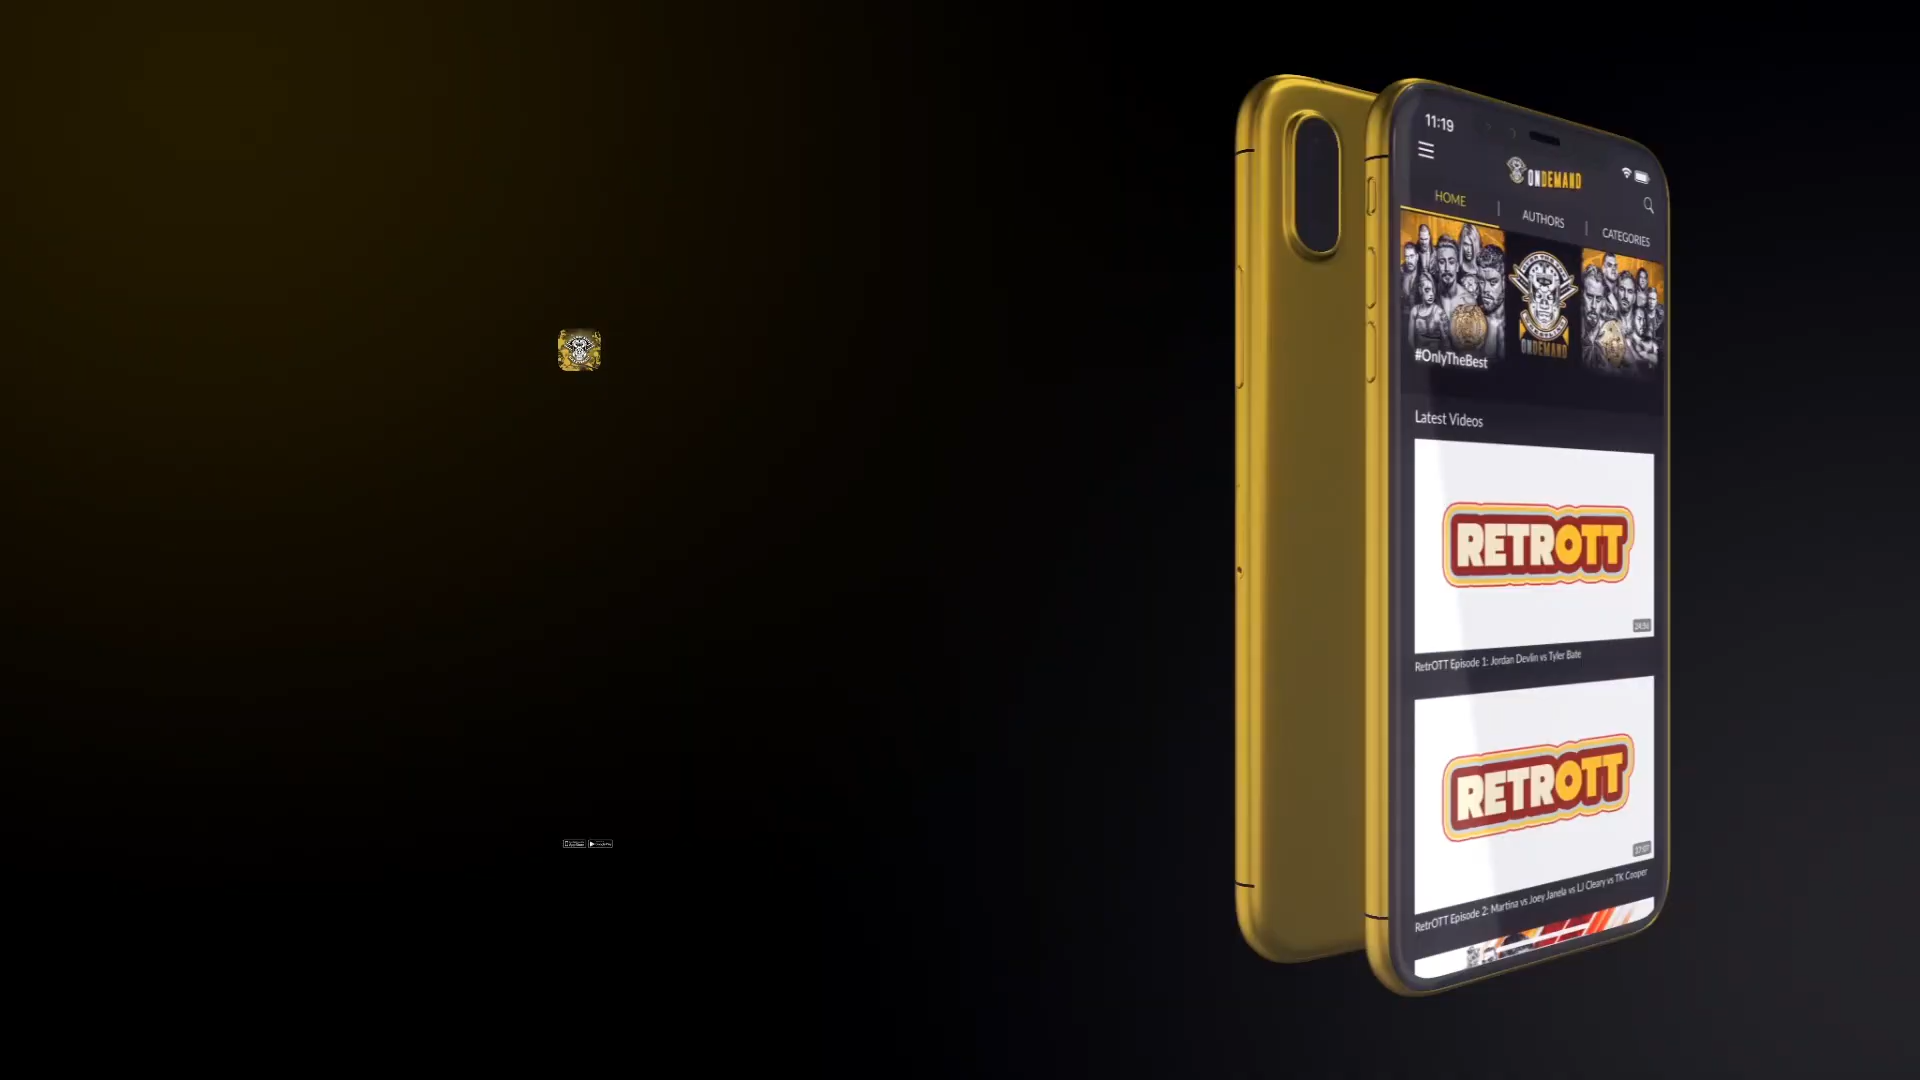 11:19
ONDEMAND
HOME
AUTHORS
CATEGORIES
ONDEMAND
#OnlyTheBest
Latest Videos
RETROTT
RetrOTT Episode 1: Jordan Devlin vs Tyler Bate
RETROTT
RetrOTT Episode 2: Martina vs Joey Janela vs LJ Cleary vs TK Cooper